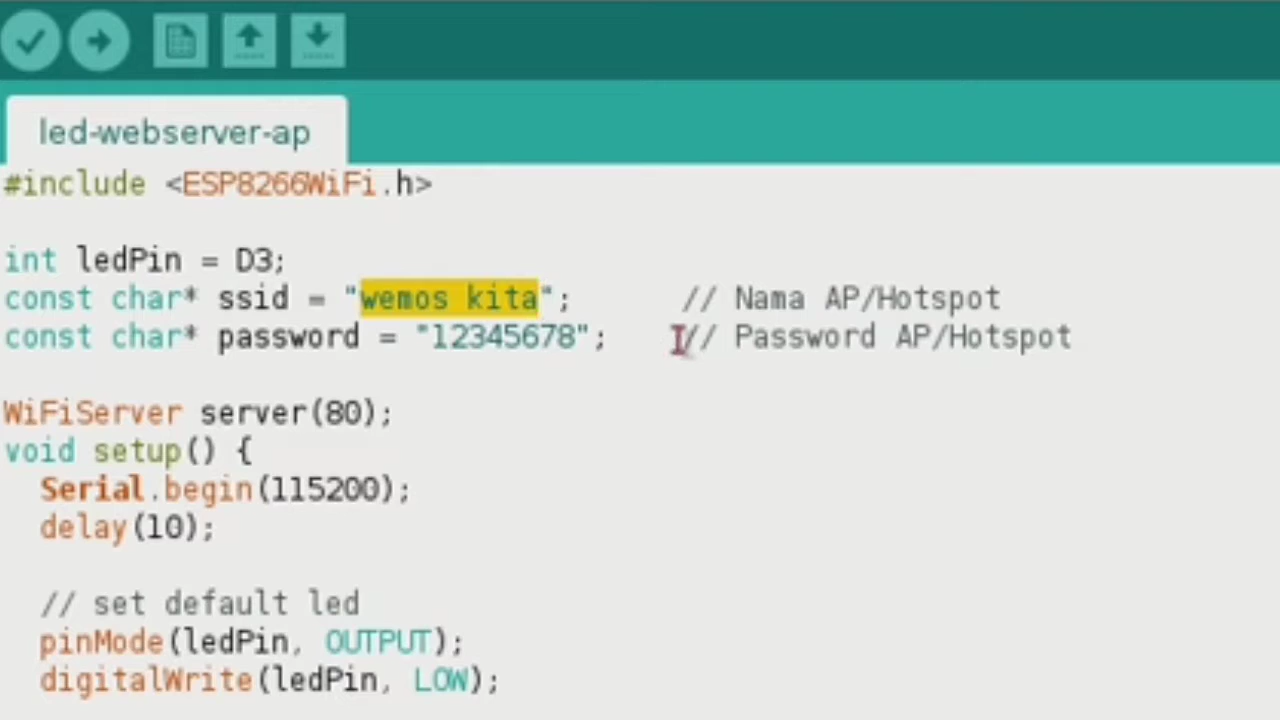 led-webserver-ap
#include <ESP8266WiFi.h>
int ledPin = D3;
const char* ssid = "wemos kita"; // Nama AP/Hotspot
const char* password = "12345678"; // Password AP/Hotspot
WiFiServer server(80);
void setup() {
Serial.begin(115200);
delay(10);
// set default led
pinMode(ledPin, OUTPUT);
digitalWrite(ledPin, LOW);